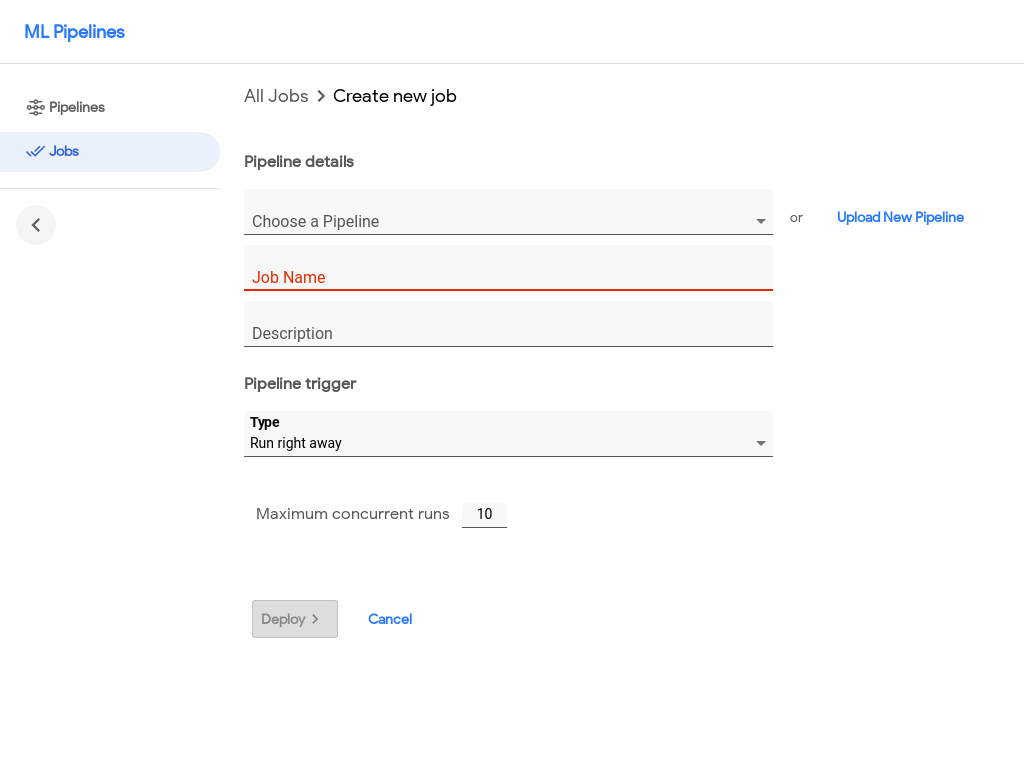 ML Pipelines
Pipelines
Jobs
All Jobs > Create new job
Pipeline details
Choose a Pipeline
or
Upload New Pipeline
Job Name
Description
Pipeline trigger
Type
Run right away
Maximum concurrent runs 10
Deploy >
Cancel